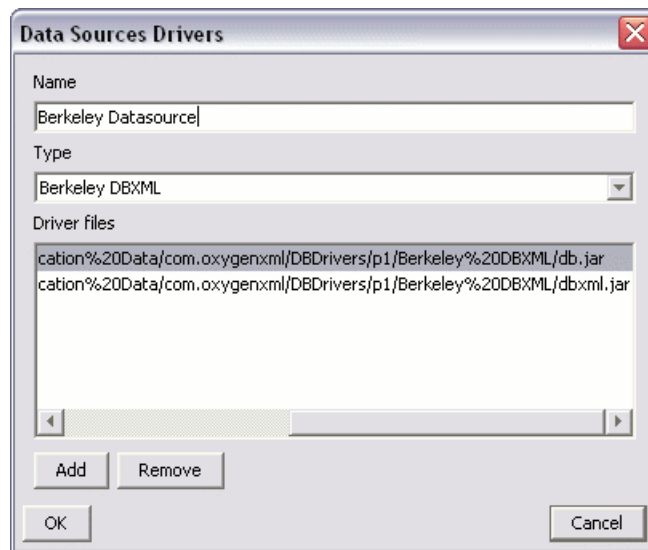 Data Sources Drivers
Name
Berkeley Datasource
Type
Berkeley DBXML
Driver files
cation%20Data/com.oxygenxml/DBDrivers/p1/Berkeley%20DBXML/db.jar
cation%20Data/com.oxygenxml/DBDrivers/p1/Berkeley%20DBXML/dbxml.jar
Add Remove
OK Cancel